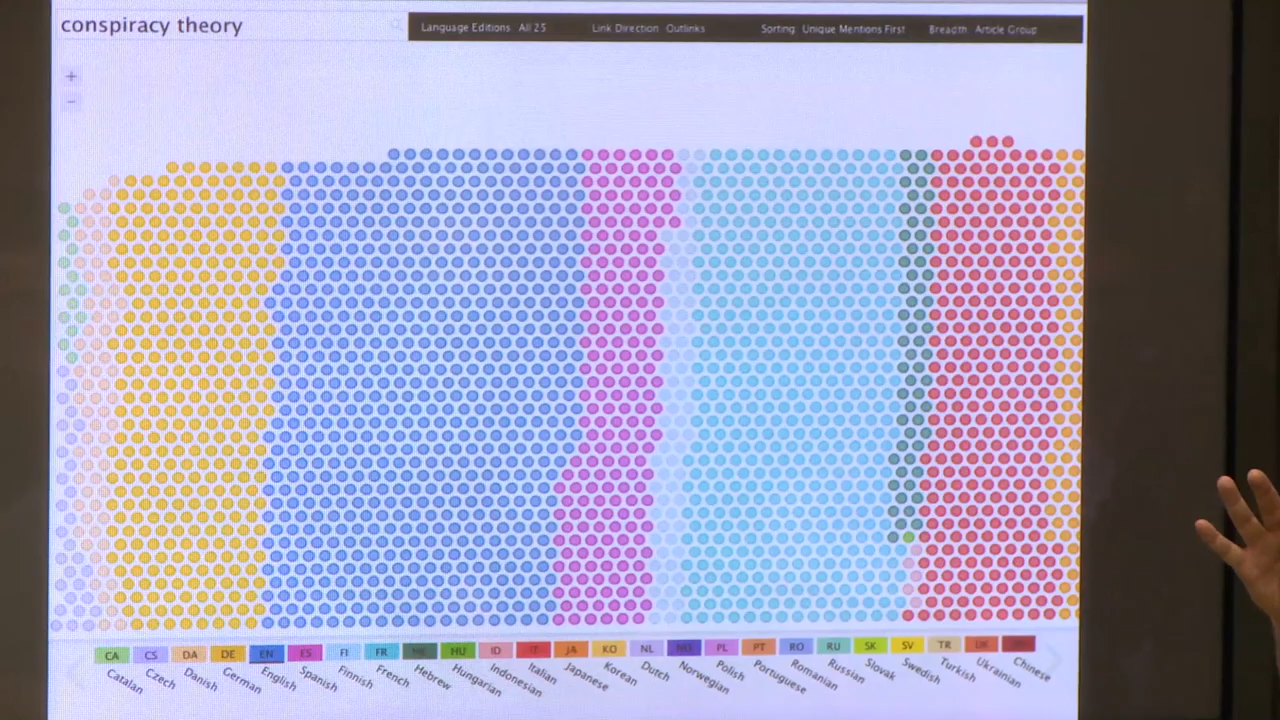 conspiracy theory
Language Editions All 25 Link Direction Outlinks Sorting Unique Mentions First Breadth Article Group
+
−
CA CS DA DE EN ES FI FR HE HU ID IT JA KO NL NO PL PT RO RU SK SV TR UK
Catalan Czech Danish German English Spanish Finnish French Hebrew Hungarian Indonesian Italian Japanese Korean Dutch Norwegian Polish Portuguese Romanian Russian Slovak Swedish Turkish Ukrainian Chinese